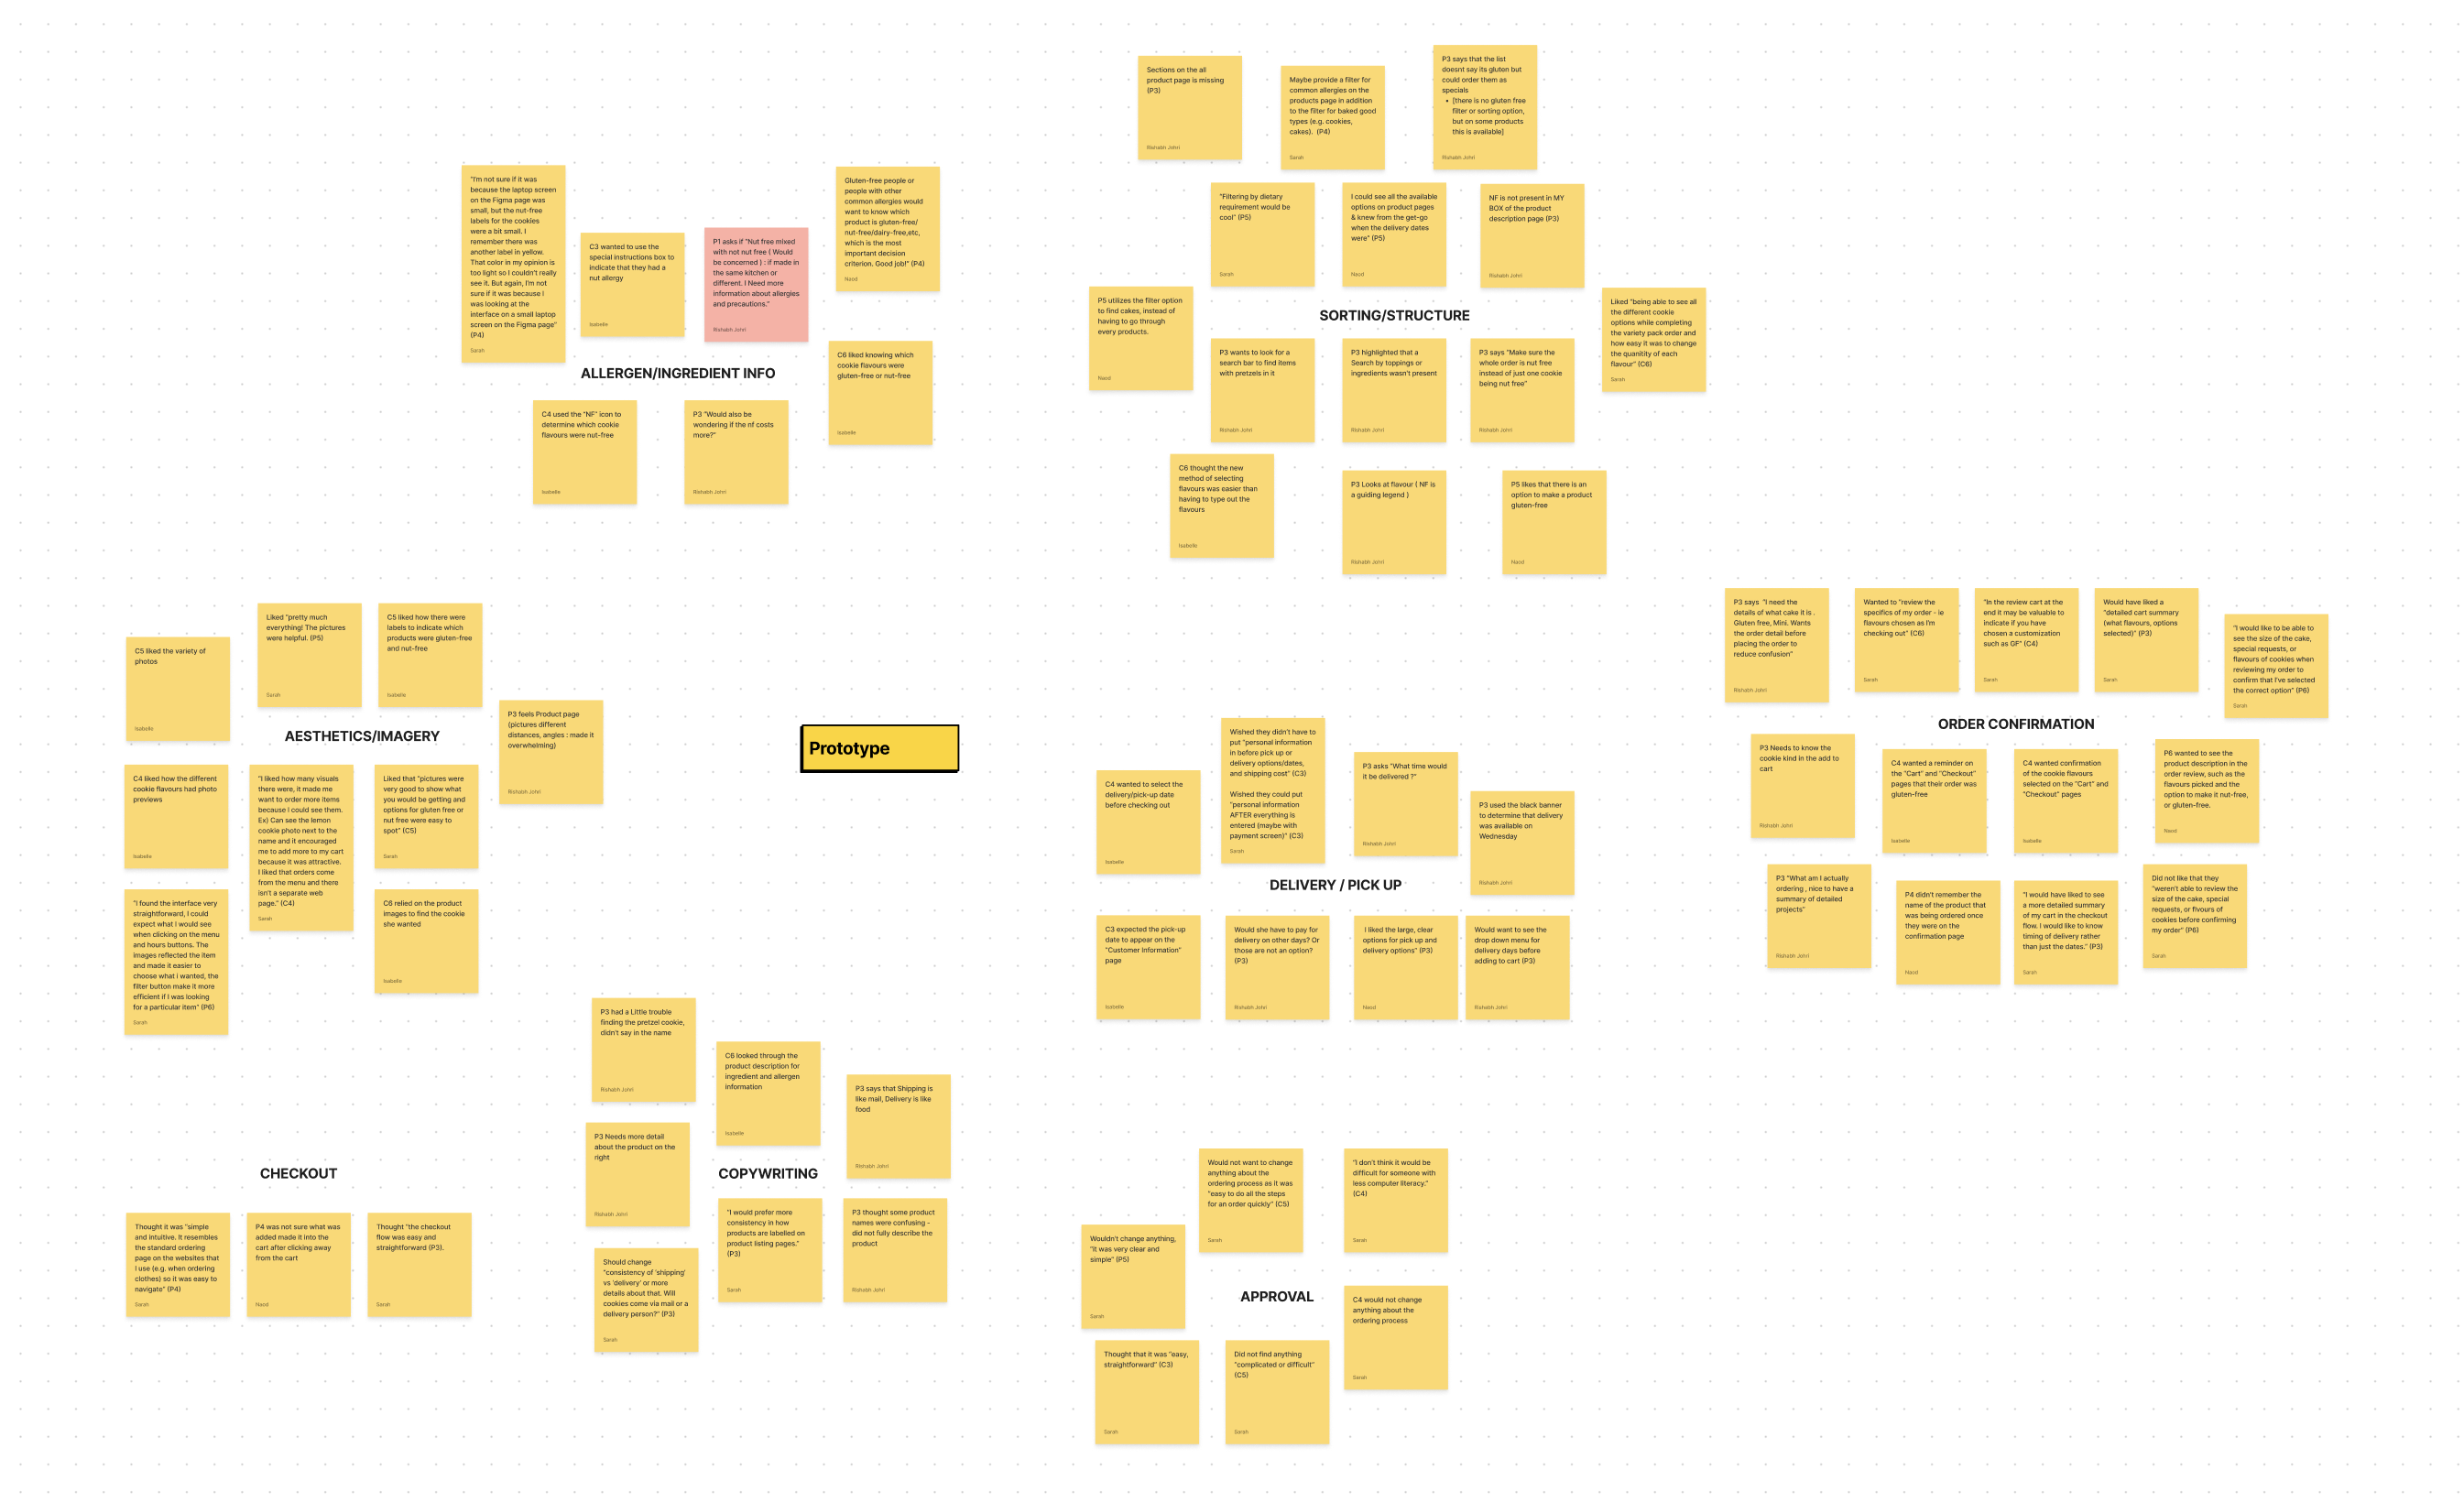 Sections on the all
product page is missing
(P3)
Rishabh Johri
Maybe provide a filter for
common allergies on the
products page in addition
to the filter for baked good
types (e.g. cookies,
cakes). (P4)
Sarah
P3 says that the list
doesnt say its gluten but
could order them as
specials
• [there is no gluten free
filter or sorting option,
but on some products
this is available]
Rishabh Johri
"I'm not sure if it was
because the laptop screen
on the Figma page was
small, but the nut-free
labels for the cookies
were a bit small. I
remember there was
another label in yellow.
That color in my opinion is
too light so I couldn't really
see it. But again, I'm not
sure if it was because I
was looking at the
interface on a small laptop
screen on the Figma page"
(P4)
Sarah
C3 wanted to use the
special instructions box to
indicate that they had a
nut allergy
Isabelle
P1 asks if "Nut free mixed
with not nut free ( Would
be concerned ) : if made in
the same kitchen or
different. I Need more
information about allergies
and precautions."
Rishabh Johri
Gluten-free people or
people with other
common allergies would
want to know which
product is gluten-free/
nut-free/dairy-free,etc,
which is the most
important decision
criterion. Good job!" (P4)
Naod
C6 liked knowing which
cookie flavours were
gluten-free or nut-free
Isabelle
ALLERGEN/INGREDIENT INFO
C4 used the "NF" icon to
determine which cookie
flavours were nut-free
Isabelle
P3 "Would also be
wondering if the nf costs
more?"
Rishabh Johri
"Filtering by dietary
requirement would be
cool" (P5)
Sarah
I could see all the available
options on product pages
& knew from the get-go
when the delivery dates
were" (P5)
Naod
NF is not present in MY
BOX of the product
description page (P3)
Rishabh Johri
P5 utilizes the filter option
to find cakes, instead of
having to go through
every products.
Naod
SORTING/STRUCTURE
Liked "being able to see all
the different cookie
options while completing
the variety pack order and
how easy it was to change
the quanitity of each
flavour" (C6)
Sarah
P3 wants to look for a
search bar to find items
with pretzels in it
Rishabh Johri
P3 highlighted that a
Search by toppings or
ingredients wasn't present
Rishabh Johri
P3 says "Make sure the
whole order is nut free
instead of just one cookie
being nut free"
Rishabh Johri
C6 thought the new
method of selecting
flavours was easier than
having to type out the
flavours
Isabelle
P3 Looks at flavour ( NF is
a guiding legend )
Rishabh Johri
P5 likes that there is an
option to make a product
gluten-free
Naod
C5 liked the variety of
photos
Isabelle
Liked "pretty much
everything! The pictures
were helpful. (P5)
Sarah
C5 liked how there were
labels to indicate which
products were gluten-free
and nut-free
Isabelle
P3 feels Product page
(pictures different
distances, angles : made it
overwhelming)
Rishabh Johri
AESTHETICS/IMAGERY
C4 liked how the different
cookie flavours had photo
previews
Isabelle
"I liked how many visuals
there were, it made me
want to order more items
because I could see them.
Ex) Can see the lemon
cookie photo next to the
name and it encouraged
me to add more to my cart
because it was attractive.
I liked that orders come
from the menu and there
isn't a separate web
page." (C4)
Sarah
Liked that "pictures were
very good to show what
you would be getting and
options for gluten free or
nut free were easy to
spot" (C5)
Sarah
"I found the interface very
straightforward, I could
expect what I would see
when clicking on the menu
and hours buttons. The
Images reflected the item
and made it easier to
choose what i wanted, the
filter button make it more
efficient if I was looking
for a particular item" (P6)
Sarah
C6 relied on the product
images to find the cookie
she wanted
Isabelle
Prototype
C4 wanted to select the
delivery/pick-up date
before checking out
Isabelle
Wished they didn't have to
put "personal information
in before pick up or
delivery options/dates,
and shipping cost" (C3)
Wished they could put
"personal information
AFTER everything is
entered (maybe with
payment screen)" (C3)
Sarah
P3 asks "What time would
it be delivered ?"
Rishabh Johri
P3 used the black banner
to determine that delivery
was available on
Wednesday
Rishabh Johri
DELIVERY / PICK UP
C3 expected the pick-up
date to appear on the
"Customer Information"
page
Isabelle
Would she have to pay for
delivery on other days? Or
those are not an option?
(P3)
Rishabh Johri
I liked the large, clear
options for pick up and
delivery options" (P3)
Naod
Would want to see the
drop down menu for
delivery days before
adding to cart (P3)
Rishabh Johri
P3 says "I need the
details of what cake it is .
Gluten free, Mini. Wants
the order detail before
placing the order to
reduce confusion"
Rishabh Johri
Wanted to "review the
specifics of my order - ie
flavours chosen as I'm
checking out" (C6)
Sarah
"In the review cart at the
end it may be valuable to
indicate if you have
chosen a customization
such as GF" (C4)
Sarah
Would have liked a
"detailed cart summary
(what flavours, options
selected)" (P3)
Sarah
"I would like to be able to
see the size of the cake,
special requests, or
flavours of cookies when
reviewing my order to
confirm that I've selected
the correct option" (P6)
Sarah
ORDER CONFIRMATION
P3 Needs to know the
cookie kind in the add to
cart
Rishabh Johri
C4 wanted a reminder on
the "Cart" and "Checkout"
pages that their order was
gluten-free
Isabelle
C4 wanted confirmation
of the cookie flavours
selected on the "Cart" and
"Checkout" pages
Isabelle
P6 wanted to see the
product description in the
order review, such as the
flavours picked and the
option to make it nut-free,
or gluten-free.
Naod
P3 "What am I actually
ordering , nice to have a
summary of detailed
projects"
Rishabh Johri
P4 didn't remember the
name of the product that
was being ordered once
they were on the
confirmation page
Naod
"I would have liked to see
a more detailed summary
of my cart in the checkout
flow. I would like to know
timing of delivery rather
than just the dates." (P3)
Sarah
Did not like that they
"weren't able to review the
size of the cake, special
requests, or flvours of
cookies before confirming
my order" (P6)
Sarah
P3 had a Little trouble
finding the pretzel cookie,
didn't say in the name
Rishabh Johri
C6 looked through the
product description for
ingredient and allergen
information
Isabelle
P3 says that Shipping is
like mail, Delivery is like
food
Rishabh Johri
P3 Needs more detail
about the product on the
right
Rishabh Johri
COPYWRITING
"I would prefer more
consistency in how
products are labelled on
product listing pages."
(P3)
Sarah
P3 thought some product
names were confusing -
did not fully describe the
product
Rishabh Johri
Should change
"consistency of 'shipping'
vs 'delivery' or more
details about that. Will
cookies come via mail or a
delivery person?" (P3)
Sarah
CHECKOUT
Thought it was "simple
and intuitive. It resembles
the standard ordering
page on the websites that
I use (e.g. when ordering
clothes) so it was easy to
navigate" (P4)
Sarah
P4 was not sure what was
added made it into the
cart after clicking away
from the cart
Naod
Thought "the checkout
flow was easy and
straightforward (P3).
Sarah
Would not want to change
anything about the
ordering process as it was
"easy to do all the steps
for an order quickly" (C5)
Sarah
"I don't think it would be
difficult for someone with
less computer literacy."
(C4)
Sarah
Wouldn't change anything,
"it was very clear and
simple" (P5)
Sarah
APPROVAL
C4 would not change
anything about the
ordering process
Sarah
Thought that it was "easy,
straightforward" (C3)
Sarah
Did not find anything
"complicated or difficult"
(C5)
Sarah